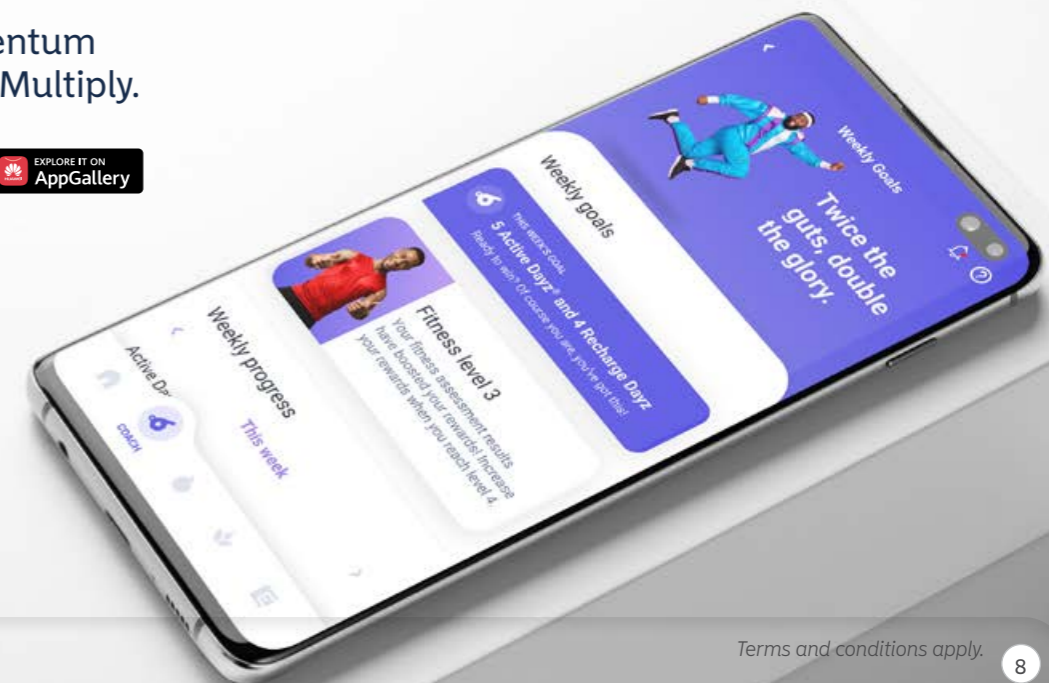 entum
Multiply.
EXPLORE IT ON
AppGallery
HUAWEI
Weekly Goals
Twice the
guts, double
the glory.
Weekly goals
THIS WEEK'S GOAL
5 Active Dayz® and 4 Recharge Dayz
Ready to win? Of course you are, you've got this!
Fitness level 3
Your fitness assessment results
have boosted your rewards! Increase
your rewards when you reach level 4.
Weekly progress
This week
Active Da
COACH
Terms and conditions apply.
8